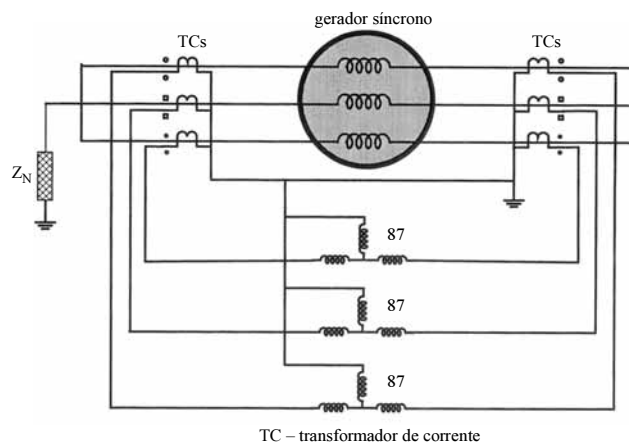 gerador síncrono
TCs
TCs
Z_N
87
87
87
TC – transformador de corrente